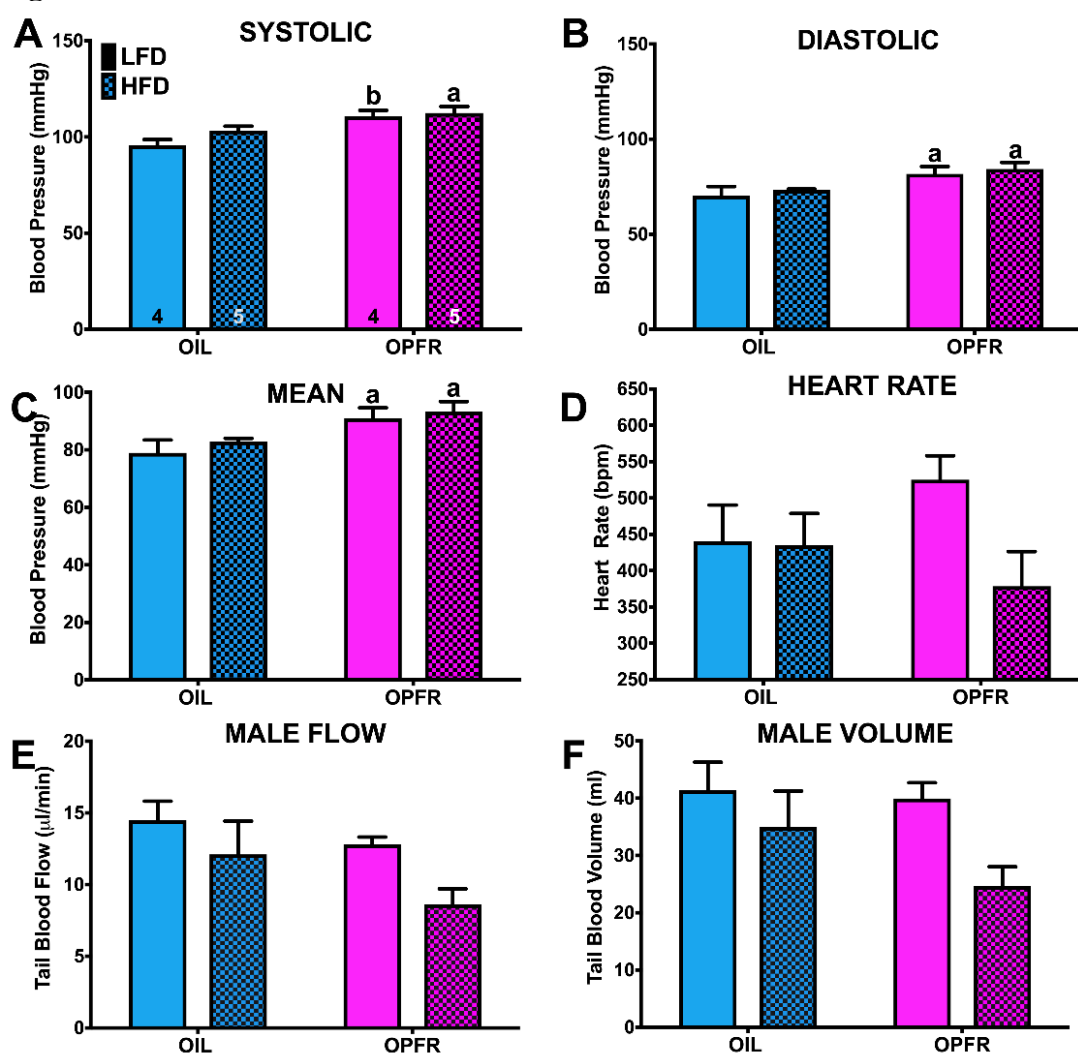 A
SYSTOLIC
LFD
HFD
Blood Pressure (mmHg)
150
100
50
0
b
a
4
5
4
5
OIL
OPFR
B
DIASTOLIC
Blood Pressure (mmHg)
150
100
50
0
a
a
OIL
OPFR
C
MEAN
Blood Pressure (mmHg)
100
80
60
40
20
0
a
a
OIL
OPFR
D
HEART RATE
Heart Rate (bpm)
650
600
550
500
450
400
350
300
250
OIL
OPFR
E
MALE FLOW
Tail Blood Flow (µl/min)
20
15
10
5
0
OIL
OPFR
F
MALE VOLUME
Tail Blood Volume (ml)
50
40
30
20
10
0
OIL
OPFR